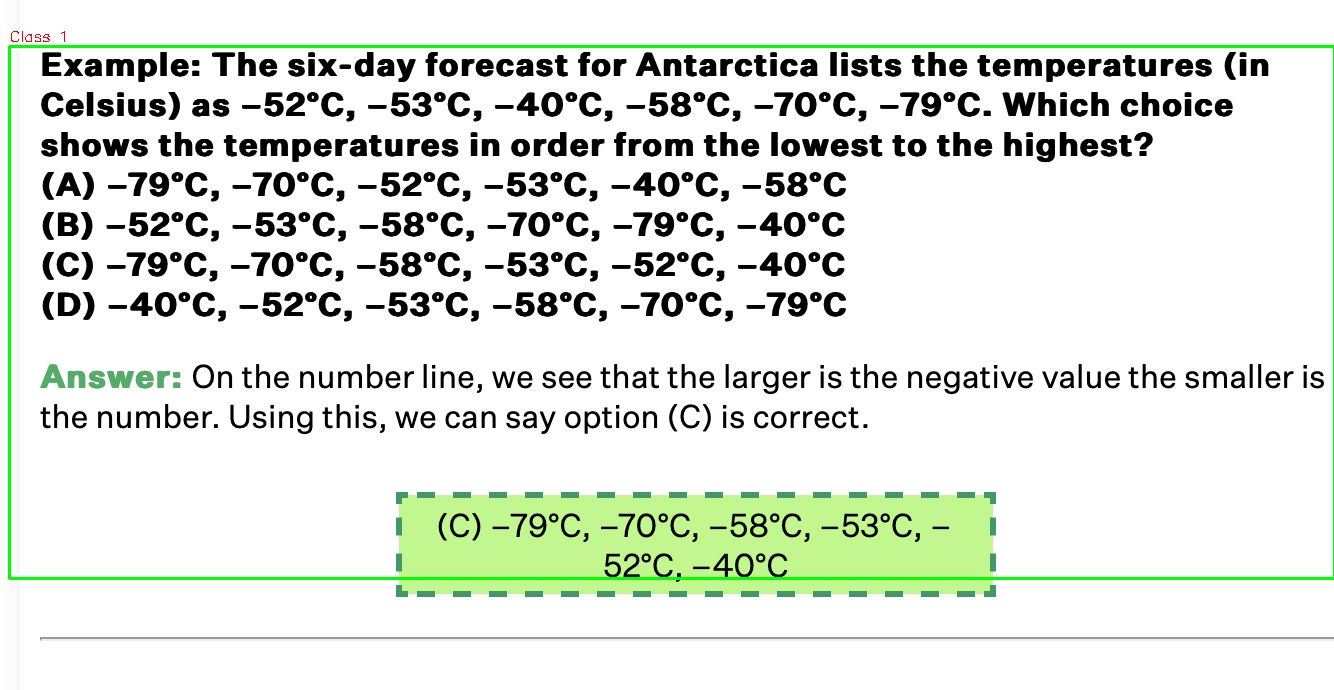 Class 1
Example: The six-day forecast for Antarctica lists the temperatures (in
Celsius) as –52°C, –53°C, –40°C, –58°C, –70°C, –79°C. Which choice
shows the temperatures in order from the lowest to the highest?
(A) –79°C, –70°C, –52°C, –53°C, –40°C, –58°C
(B) –52°C, –53°C, –58°C, –70°C, –79°C, –40°C
(C) –79°C, –70°C, –58°C, –53°C, –52°C, –40°C
(D) –40°C, –52°C, –53°C, –58°C, –70°C, –79°C
Answer: On the number line, we see that the larger is the negative value the smaller is
the number. Using this, we can say option (C) is correct.
(C) –79°C, –70°C, –58°C, –53°C, –
52°C, –40°C